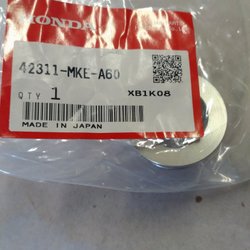 HONDA
42311-MKE-A60
QTY 1
XB1K08
MADE IN JAPAN